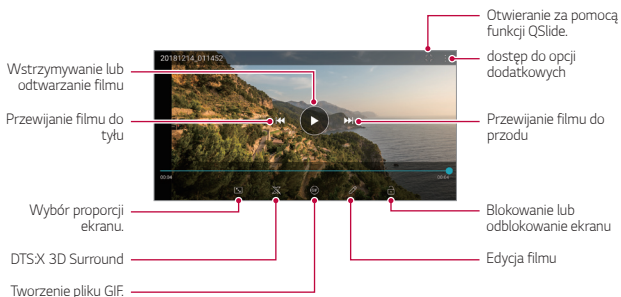 Otwieranie za pomocą
funkcji QSlide.
20181214_011452
dostęp do opcji
dodatkowych
Wstrzymywanie lub
odtwarzanie filmu
Przewijanie filmu do
tyłu
Przewijanie filmu do
przodu
00:04
Wybór proporcji
ekranu.
GIF
Blokowanie lub
odblokowanie ekranu
DTS:X 3D Surround
Edycja filmu
Tworzenie pliku GIF.